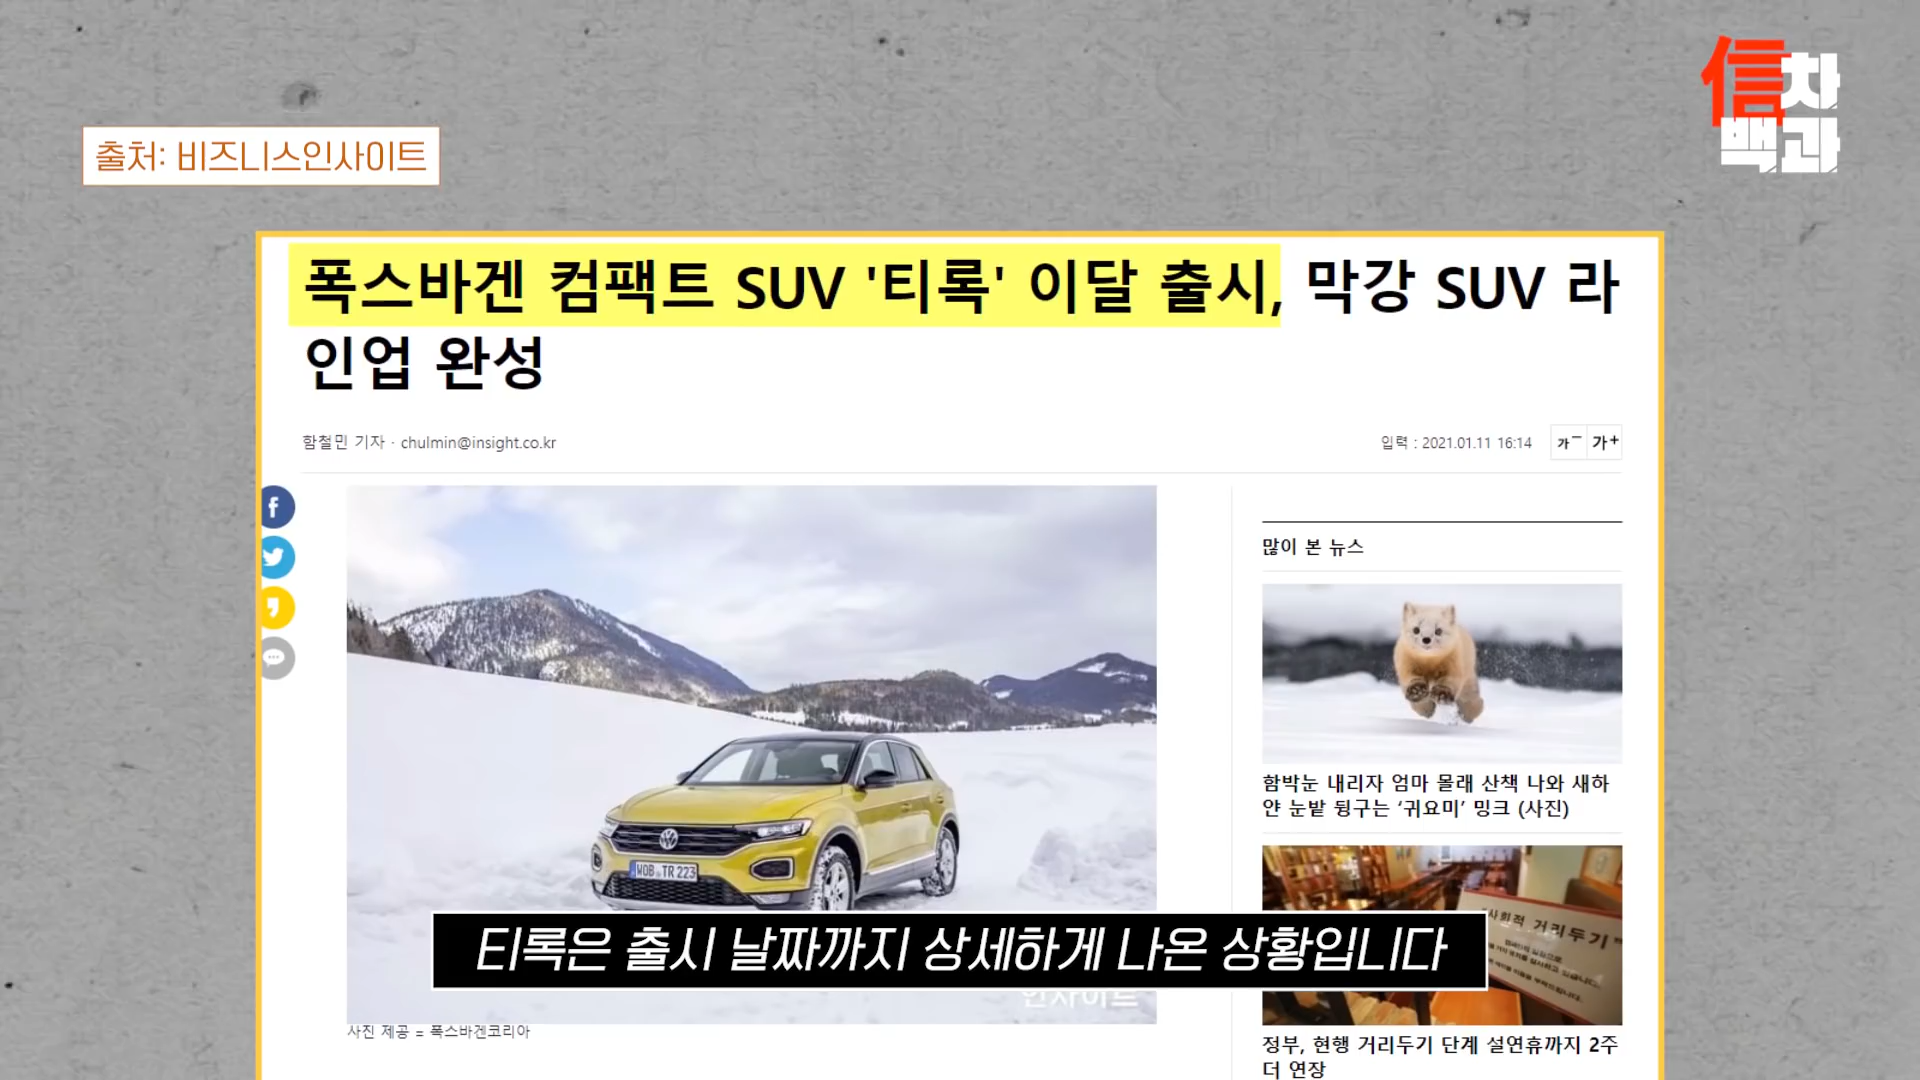 信차
백과
출처: 비즈니스인사이트
폭스바겐 컴팩트 SUV '티록' 이달 출시, 막강 SUV 라
인업 완성
함철민 기자 · chulmin@insight.co.kr
입력 : 2021.01.11 16:14
가－ 가+
많이 본 뉴스
WOB TR 223
함박눈 내리자 엄마 몰래 산책 나와 새하
얀 눈밭 뒹구는 ‘귀요미’ 밍크 (사진)
사회적 거리두기"
티록은 출시 날짜까지 상세하게 나온 상황입니다
인사이트
사진 제공 = 폭스바겐코리아
정부, 현행 거리두기 단계 설연휴까지 2주
더 연장